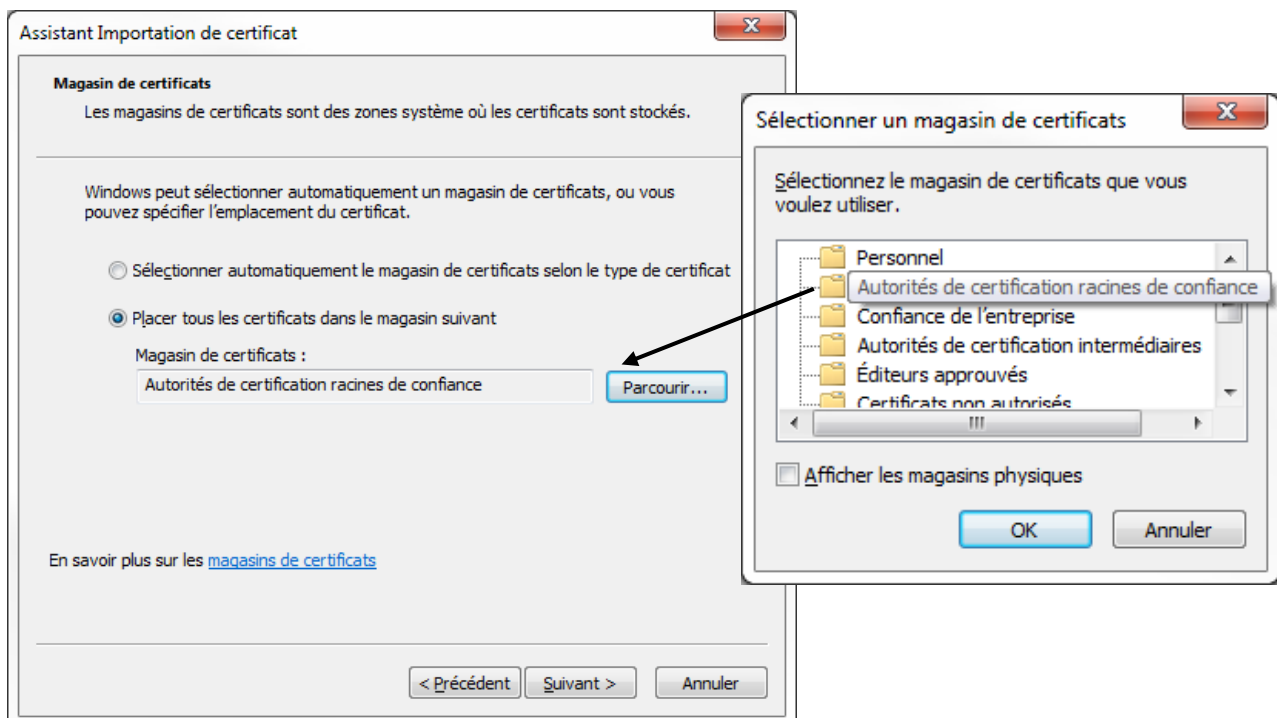 Assistant Importation de certificat
Magasin de certificats
Les magasins de certificats sont des zones système où les certificats sont stockés.
Windows peut sélectionner automatiquement un magasin de certificats, ou vous
pouvez spécifier l'emplacement du certificat.
Sélectionner automatiquement le magasin de certificats selon le type de certificat
Placer tous les certificats dans le magasin suivant
Magasin de certificats :
Autorités de certification racines de confiance
Parcourir...
En savoir plus sur les magasins de certificats
< Précédent
Suivant >
Annuler
Sélectionner un magasin de certificats
Sélectionnez le magasin de certificats que vous
voulez utiliser.
Personnel
Autorités de certification racines de confiance
Confiance de l'entreprise
Autorités de certification intermédiaires
Éditeurs approuvés
Certificats non autorisés
Afficher les magasins physiques
OK
Annuler